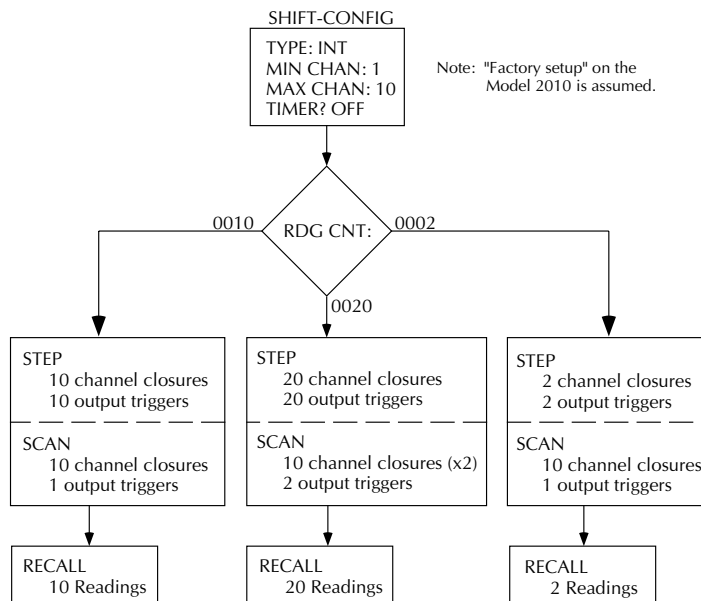 SHIFT-CONFIG
TYPE: INT
MIN CHAN: 1
MAX CHAN: 10
TIMER? OFF
Note: "Factory setup" on the
Model 2010 is assumed.
RDG CNT:
0010
0002
0020
STEP
10 channel closures
10 output triggers
SCAN
10 channel closures
1 output triggers
RECALL
10 Readings
STEP
20 channel closures
20 output triggers
SCAN
10 channel closures (x2)
2 output triggers
RECALL
20 Readings
STEP
2 channel closures
2 output triggers
SCAN
10 channel closures
1 output triggers
RECALL
2 Readings